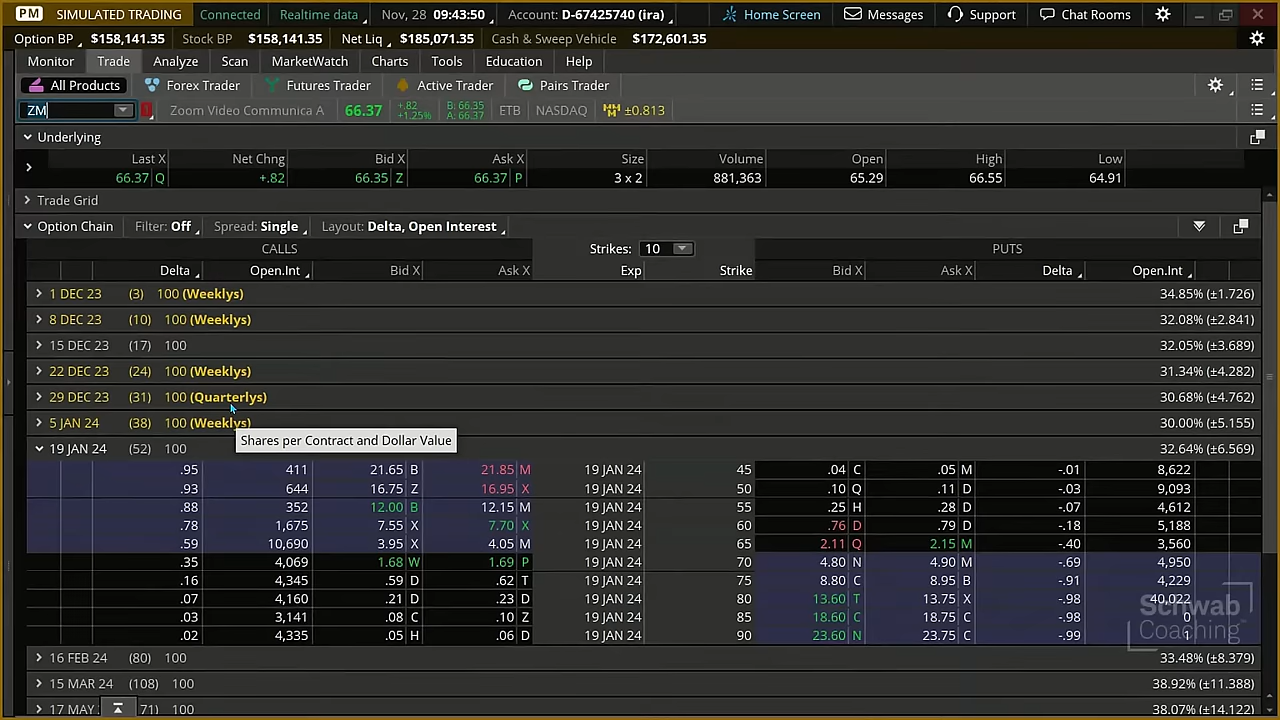 PM SIMULATED TRADING Connected Realtime data Nov, 28 09:43:50 Account: D-67425740 (ira) Home Screen Messages Support Chat Rooms
Option BP $158,141.35 Stock BP $158,141.35 Net Liq $185,071.35 Cash & Sweep Vehicle $172,601.35
Monitor Trade Analyze Scan MarketWatch Charts Tools Education Help
All Products Forex Trader Futures Trader Active Trader Pairs Trader
ZM Zoom Video Communica A 66.37 +.82 +1.25% B: 66.35 A: 66.37 ETB NASDAQ ±0.813
Underlying
Last X Net Chng Bid X Ask X Size Volume Open High Low
66.37 Q +.82 66.35 Z 66.37 P 3 x 2 881,363 65.29 66.55 64.91
Trade Grid
Option Chain Filter: Off Spread: Single Layout: Delta, Open Interest
CALLS Strikes: 10 PUTS
Delta Open.Int Bid X Ask X Exp Strike Bid X Ask X Delta Open.Int
1 DEC 23 (3) 100 (Weeklys) 34.85% (±1.726)
8 DEC 23 (10) 100 (Weeklys) 32.08% (±2.841)
15 DEC 23 (17) 100 32.05% (±3.689)
22 DEC 23 (24) 100 (Weeklys) 31.34% (±4.282)
29 DEC 23 (31) 100 (Quarterlys) 30.68% (±4.762)
5 JAN 24 (38) 100 (Weeklys) 30.00% (±5.155)
Shares per Contract and Dollar Value
19 JAN 24 (52) 100 32.64% (±6.569)
.95 411 21.65 B 21.85 M 19 JAN 24 45 .04 C .05 M -.01 8,622
.93 644 16.75 Z 16.95 X 19 JAN 24 50 .10 Q .11 D -.03 9,093
.88 352 12.00 B 12.15 M 19 JAN 24 55 .25 H .28 D -.07 4,612
.78 1,675 7.55 X 7.70 X 19 JAN 24 60 .76 D .79 D -.18 5,188
.59 10,690 3.95 X 4.05 M 19 JAN 24 65 2.11 Q 2.15 M -.40 3,560
.35 4,069 1.68 W 1.69 P 19 JAN 24 70 4.80 N 4.90 M -.69 4,950
.16 4,345 .59 D .62 T 19 JAN 24 75 8.80 C 8.95 B -.91 4,229
.07 4,160 .21 D .23 D 19 JAN 24 80 13.60 T 13.75 X -.98 40,022
.03 3,141 .08 C .10 Z 19 JAN 24 85 18.60 C 18.75 C -.98 0
.02 4,335 .05 H .06 D 19 JAN 24 90 23.60 N 23.75 C -.99
Schwab
Coaching
16 FEB 24 (80) 100 33.48% (±8.379)
15 MAR 24 (108) 100 38.92% (±11.388)
17 MAY 71) 100 38.07% (±14.122)